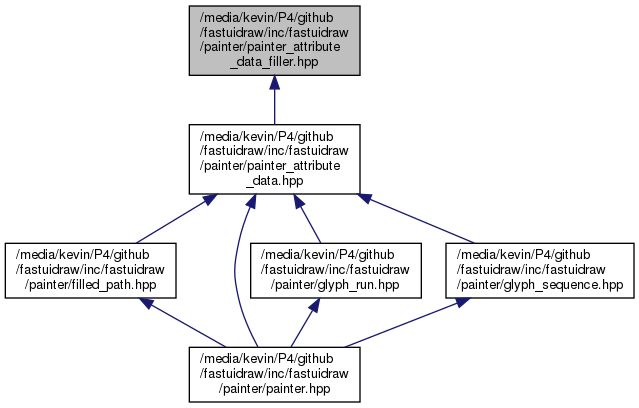 /media/kevin/P4/github
/fastuidraw/inc/fastuidraw
/painter/painter_attribute
_data_filler.hpp
/media/kevin/P4/github
/fastuidraw/inc/fastuidraw
/painter/painter_attribute
_data.hpp
/media/kevin/P4/github
/fastuidraw/inc/fastuidraw
/painter/filled_path.hpp
/media/kevin/P4/github
/fastuidraw/inc/fastuidraw
/painter/glyph_run.hpp
/media/kevin/P4/github
/fastuidraw/inc/fastuidraw
/painter/glyph_sequence.hpp
/media/kevin/P4/github
/fastuidraw/inc/fastuidraw
/painter/painter.hpp